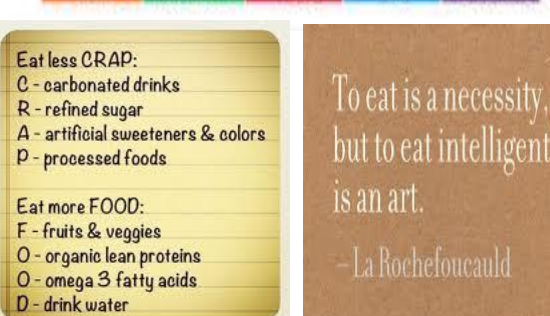 Eat less CRAP:
C - carbonated drinks
R - refined sugar
A - artificial sweeteners & colors
P - processed foods
Eat more FOOD:
F - fruits & veggies
O - organic lean proteins
O - omega 3 fatty acids
D - drink water
To eat is a necessity,
but to eat intelligent
is an art.
– La Rochefoucauld